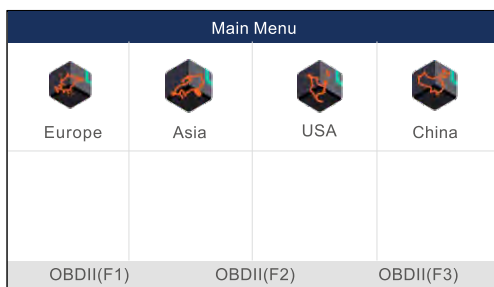 Main Menu
Europe Asia USA China
OBDII(F1) OBDII(F2) OBDII(F3)